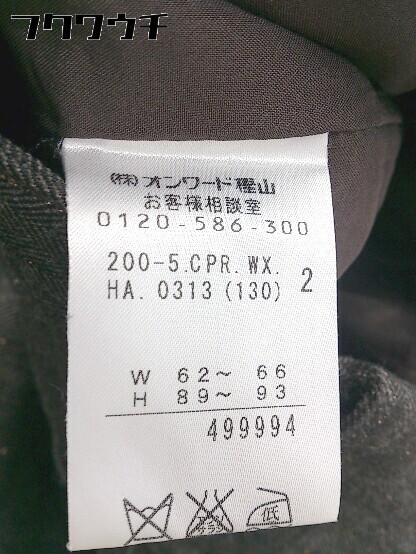 フクワウチ
(株)オンワード樫山
お客様相談室
0120-586-300
200-5.CPR.WX.
HA. 0313 (130) 2
W 62~ 66
H 89~ 93
499994
低